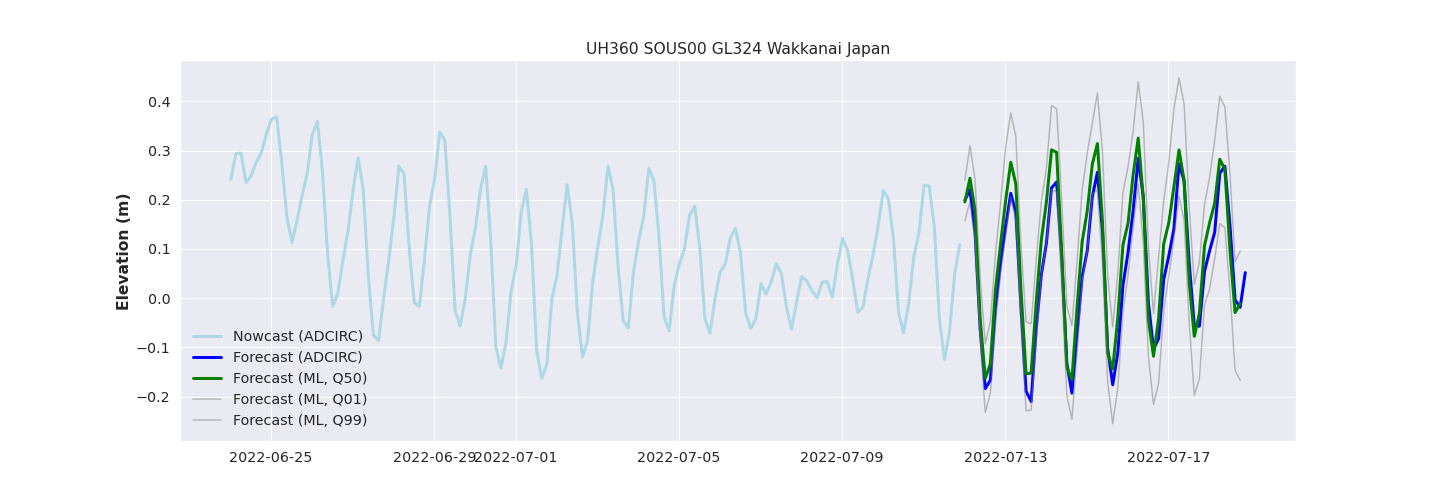 UH360 SOUS00 GL324 Wakkanai Japan
Elevation (m)
0.4
0.3
0.2
0.1
0.0
−0.1
−0.2
Nowcast (ADCIRC)
Forecast (ADCIRC)
Forecast (ML, Q50)
Forecast (ML, Q01)
Forecast (ML, Q99)
2022-06-25 2022-06-29 2022-07-01 2022-07-05 2022-07-09 2022-07-13 2022-07-17